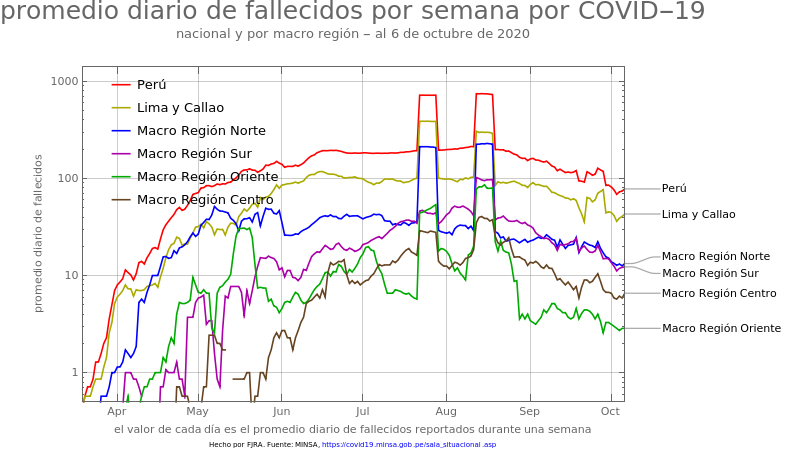 promedio diario de fallecidos por semana por COVID−19
nacional y por macro región − al 6 de octubre de 2020
promedio diario de fallecidos
1000
100
10
1
Perú
Lima y Callao
Macro Región Norte
Macro Región Sur
Macro Región Oriente
Macro Región Centro
Perú
Lima y Callao
Macro Región Norte
Macro Región Sur
Macro Región Centro
Macro Región Oriente
Apr May Jun Jul Aug Sep Oct
el valor de cada día es el promedio diario de fallecidos reportados durante una semana
Hecho por FJRA. Fuente: MINSA, https://covid19.minsa.gob.pe/sala_situacional.asp